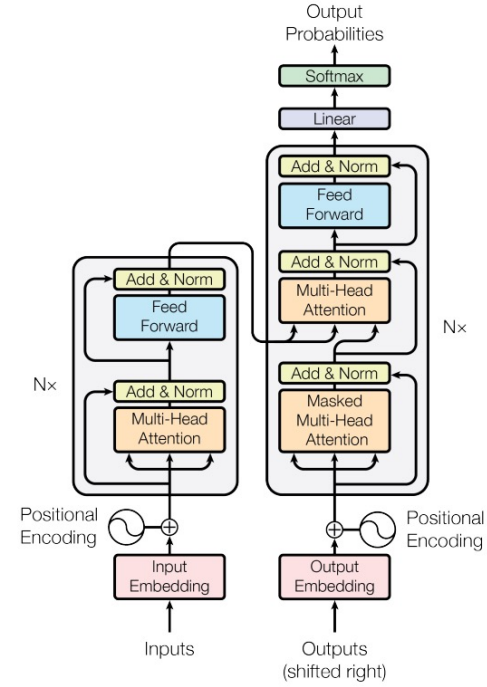 Output
Probabilities
Softmax
Linear
Add & Norm
Feed
Forward
Add & Norm
Multi-Head
Attention
Add & Norm
Masked
Multi-Head
Attention
N×
Add & Norm
Feed
Forward
Add & Norm
Multi-Head
Attention
N×
Positional
Encoding
Positional
Encoding
Input
Embedding
Output
Embedding
Inputs
Outputs
(shifted right)